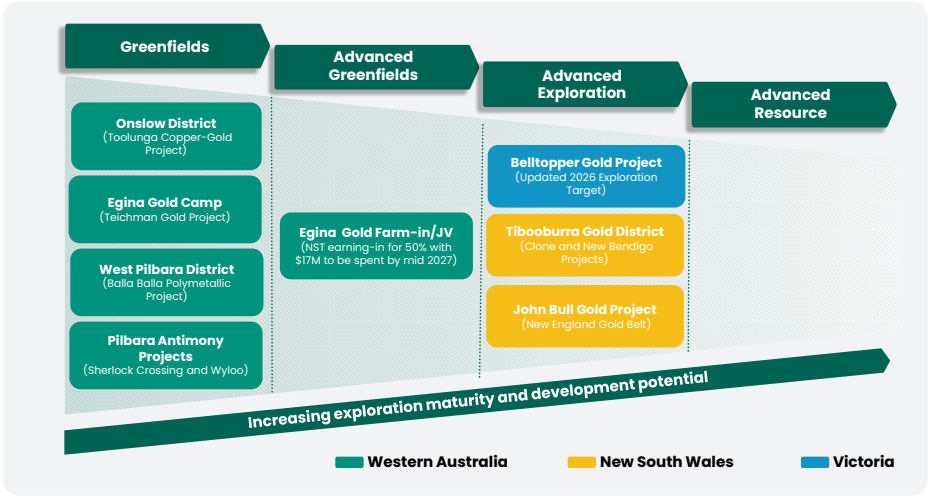 Greenfields
Advanced
Greenfields
Advanced
Exploration
Advanced
Resource
Onslow District
(Toolunga Copper-Gold
Project)
Egina Gold Camp
(Teichman Gold Project)
West Pilbara District
(Balla Balla Polymetallic
Project)
Pilbara Antimony
Projects
(Sherlock Crossing and Wyloo)
Egina Gold Farm-in/JV
(NST earning-in for 50% with
$17M to be spent by mid 2027)
Belltopper Gold Project
(Updated 2026 Exploration
Target)
Tibooburra Gold District
(Clone and New Bendigo
Projects)
John Bull Gold Project
(New England Gold Belt)
Increasing exploration maturity and development potential
Western Australia
New South Wales
Victoria